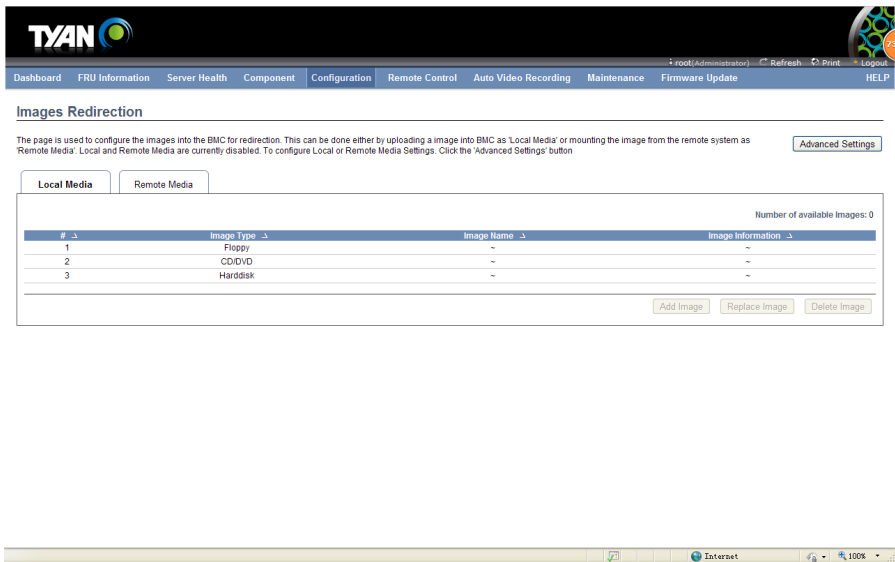 TYAN
73
root(Administrator) Refresh Print Logout
Dashboard FRU Information Server Health Component Configuration Remote Control Auto Video Recording Maintenance Firmware Update HELP
Images Redirection
The page is used to configure the images into the BMC for redirection. This can be done either by uploading a image into BMC as 'Local Media' or mounting the image from the remote system as
'Remote Media'. Local and Remote Media are currently disabled. To configure Local or Remote Media Settings. Click the 'Advanced Settings' button
Advanced Settings
Local Media Remote Media
Number of available Images: 0
# Image Type Image Name Image Information
1 Floppy ~ ~
2 CD/DVD ~ ~
3 Harddisk ~ ~
Add Image Replace Image Delete Image
Internet 100%